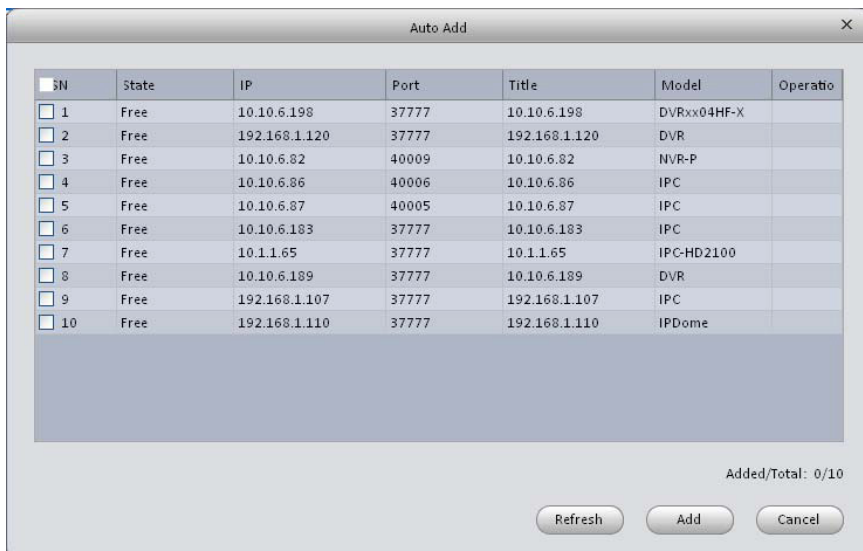 Auto Add
SN State IP Port Title Model Operatio
1 Free 10.10.6.198 37777 10.10.6.198 DVRxx04HF-X
2 Free 192.168.1.120 37777 192.168.1.120 DVR
3 Free 10.10.6.82 40009 10.10.6.82 NVR-P
4 Free 10.10.6.86 40006 10.10.6.86 IPC
5 Free 10.10.6.87 40005 10.10.6.87 IPC
6 Free 10.10.6.183 37777 10.10.6.183 IPC
7 Free 10.1.1.65 37777 10.1.1.65 IPC-HD2100
8 Free 10.10.6.189 37777 10.10.6.189 DVR
9 Free 192.168.1.107 37777 192.168.1.107 IPC
10 Free 192.168.1.110 37777 192.168.1.110 IPDome
Added/Total: 0/10
Refresh Add Cancel